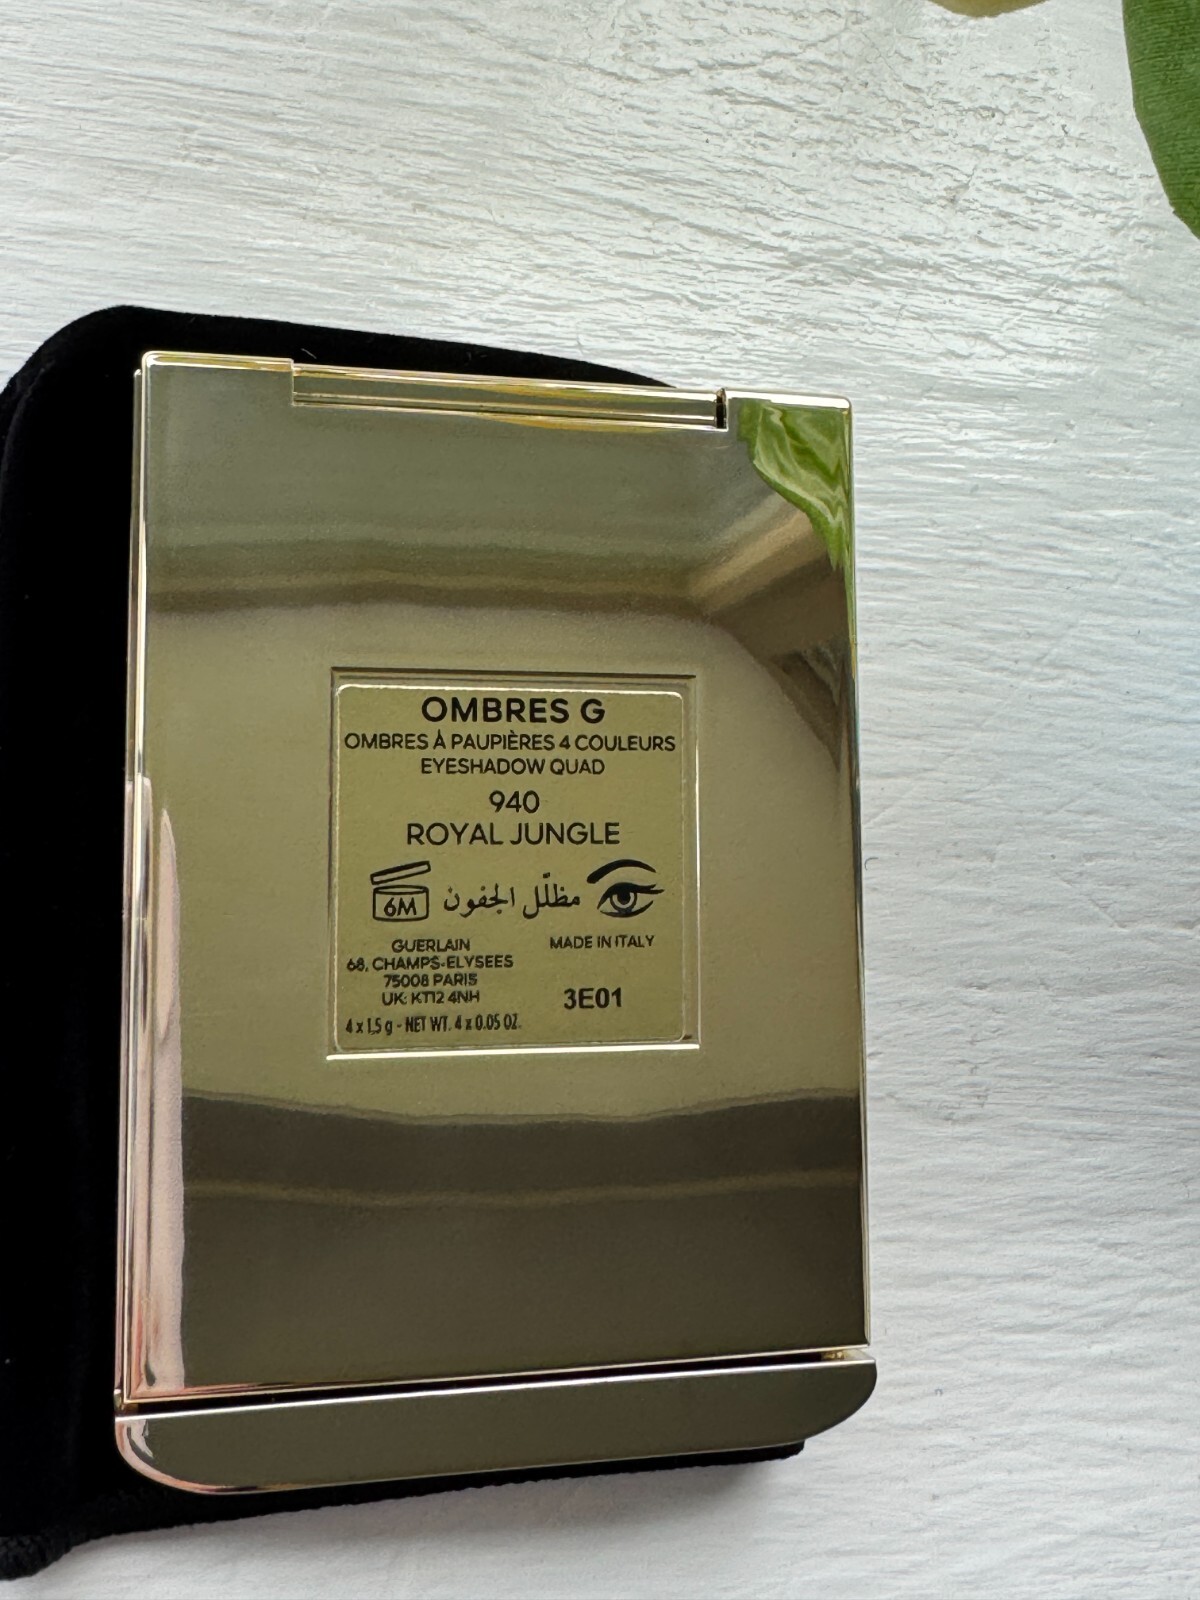 OMBRES G
OMBRES À PAUPIÈRES 4 COULEURS
EYESHADOW QUAD
940
ROYAL JUNGLE
6M
مظلّل الجفون
GUERLAIN
68, CHAMPS-ELYSEES
75008 PARIS
UK: KT12 4NH
MADE IN ITALY
3E01
4 x 1,5 g - NET WT. 4 x 0.05 OZ.